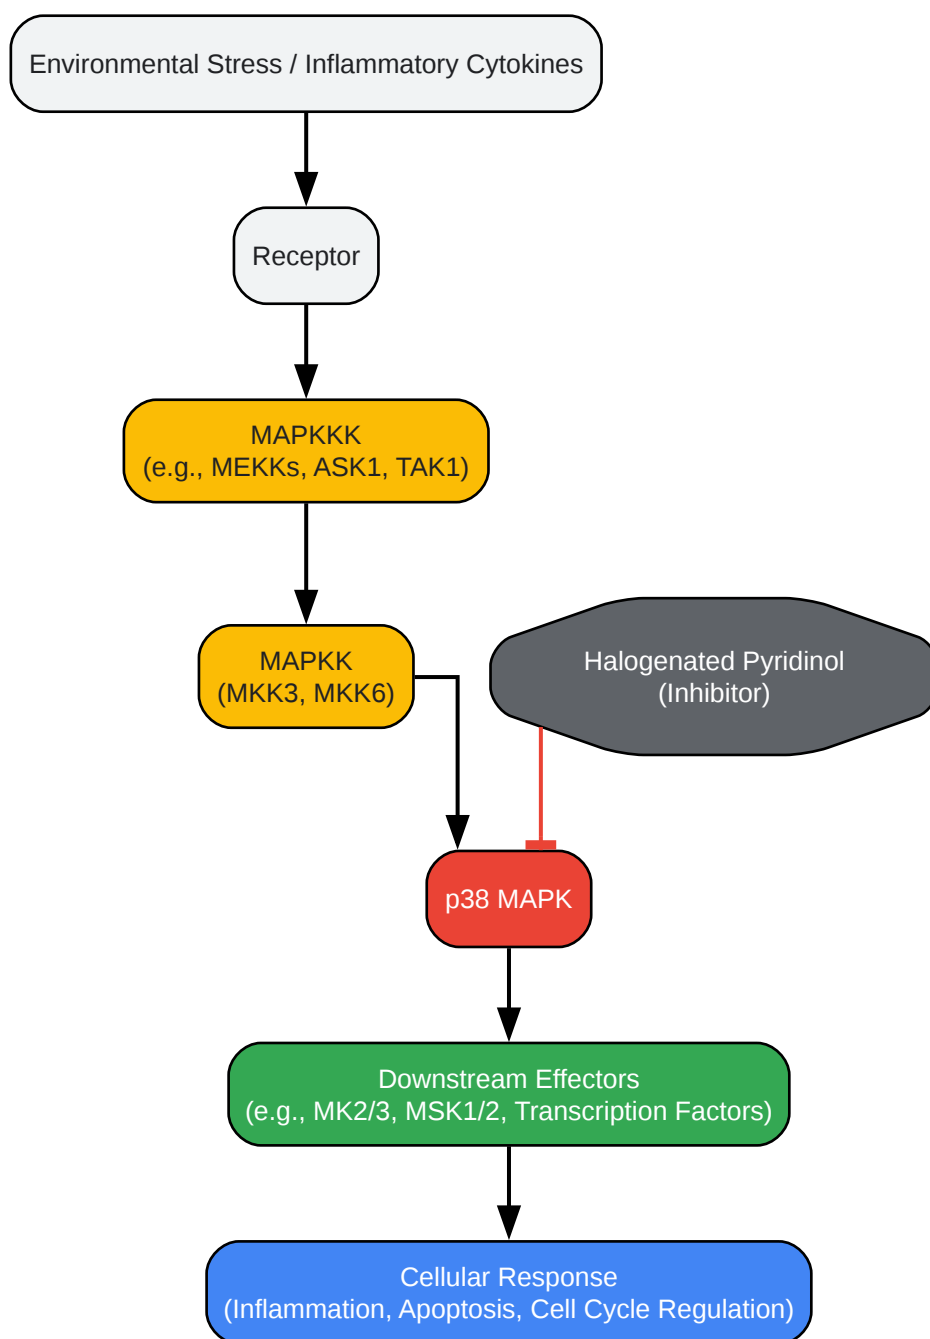 Environmental Stress / Inflammatory Cytokines
Receptor
MAPKKK
(e.g., MEKKs, ASK1, TAK1)
MAPKK
(MKK3, MKK6)
Halogenated Pyridinol
(Inhibitor)
p38 MAPK
Downstream Effectors
(e.g., MK2/3, MSK1/2, Transcription Factors)
Cellular Response
(Inflammation, Apoptosis, Cell Cycle Regulation)